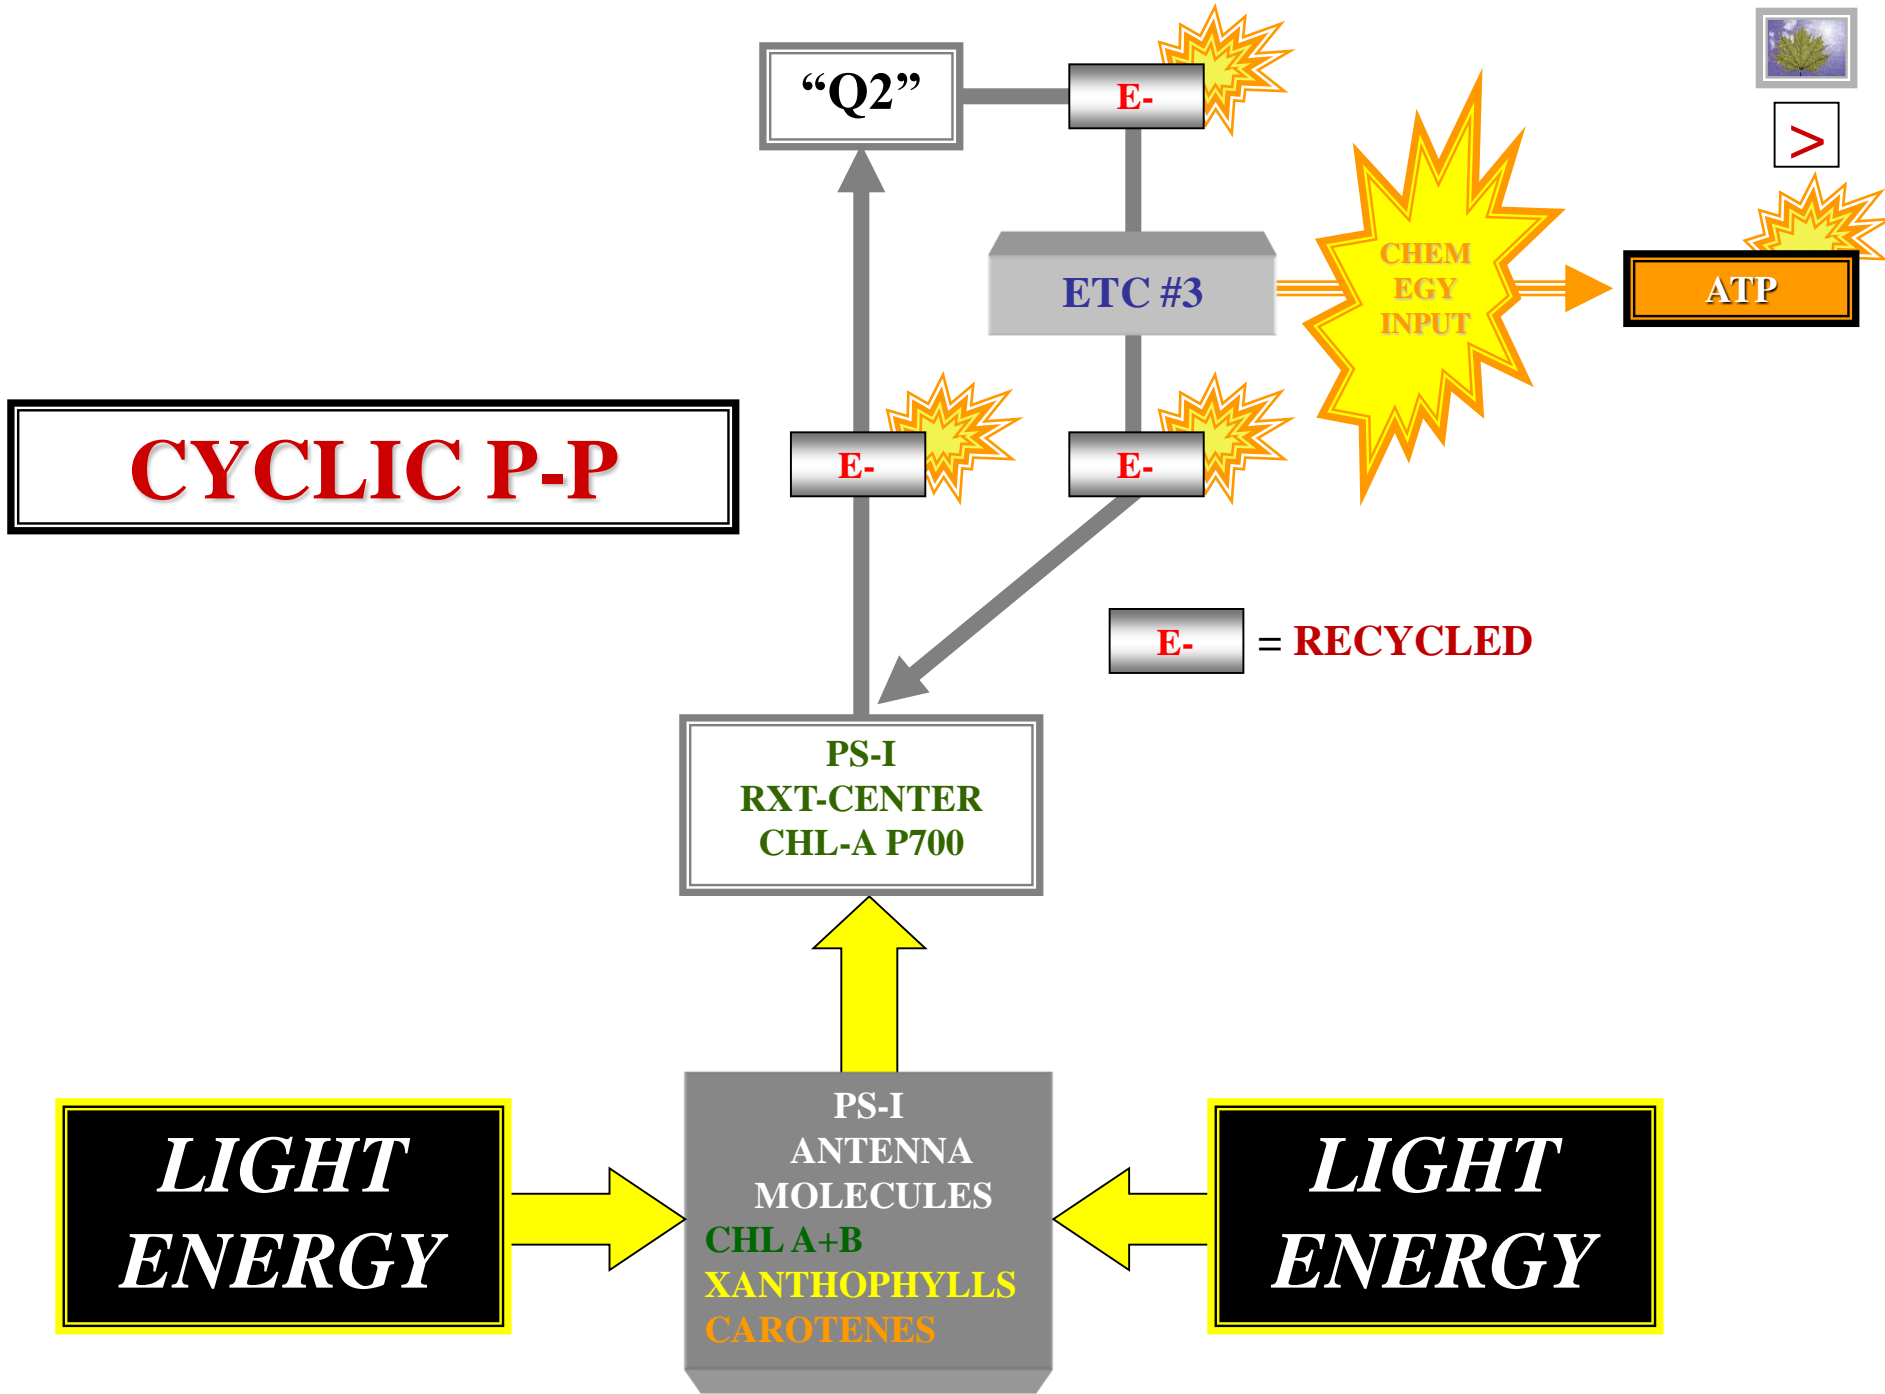 “Q2”
E-
>
CHEM
EGY
INPUT
ETC #3
ATP
CYCLIC P-P
E-
E-
E-
= RECYCLED
PS-I
RXT-CENTER
CHL-A P700
LIGHT
ENERGY
PS-I
ANTENNA
MOLECULES
CHL A+B
XANTHOPHYLLS
CAROTENES
LIGHT
ENERGY